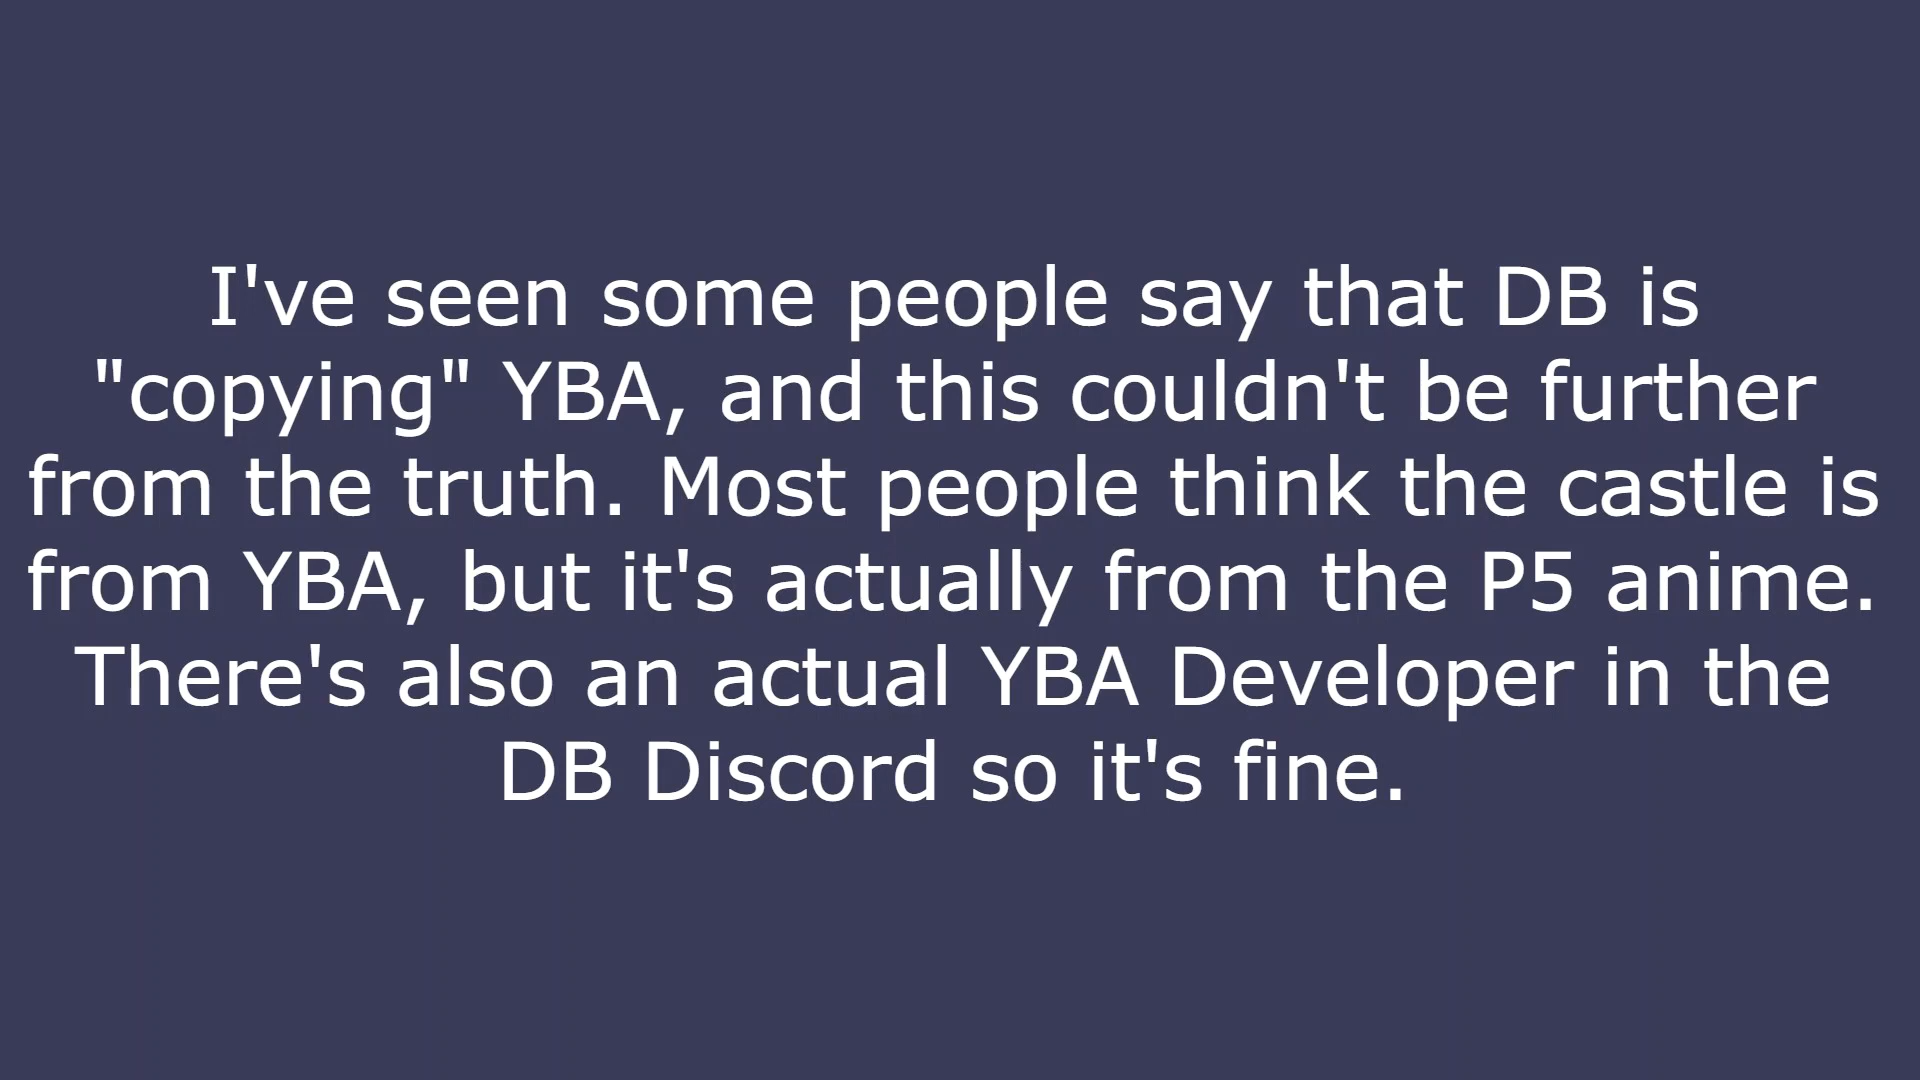 I've seen some people say that DB is
"copying" YBA, and this couldn't be further
from the truth. Most people think the castle is
from YBA, but it's actually from the P5 anime.
There's also an actual YBA Developer in the
DB Discord so it's fine.